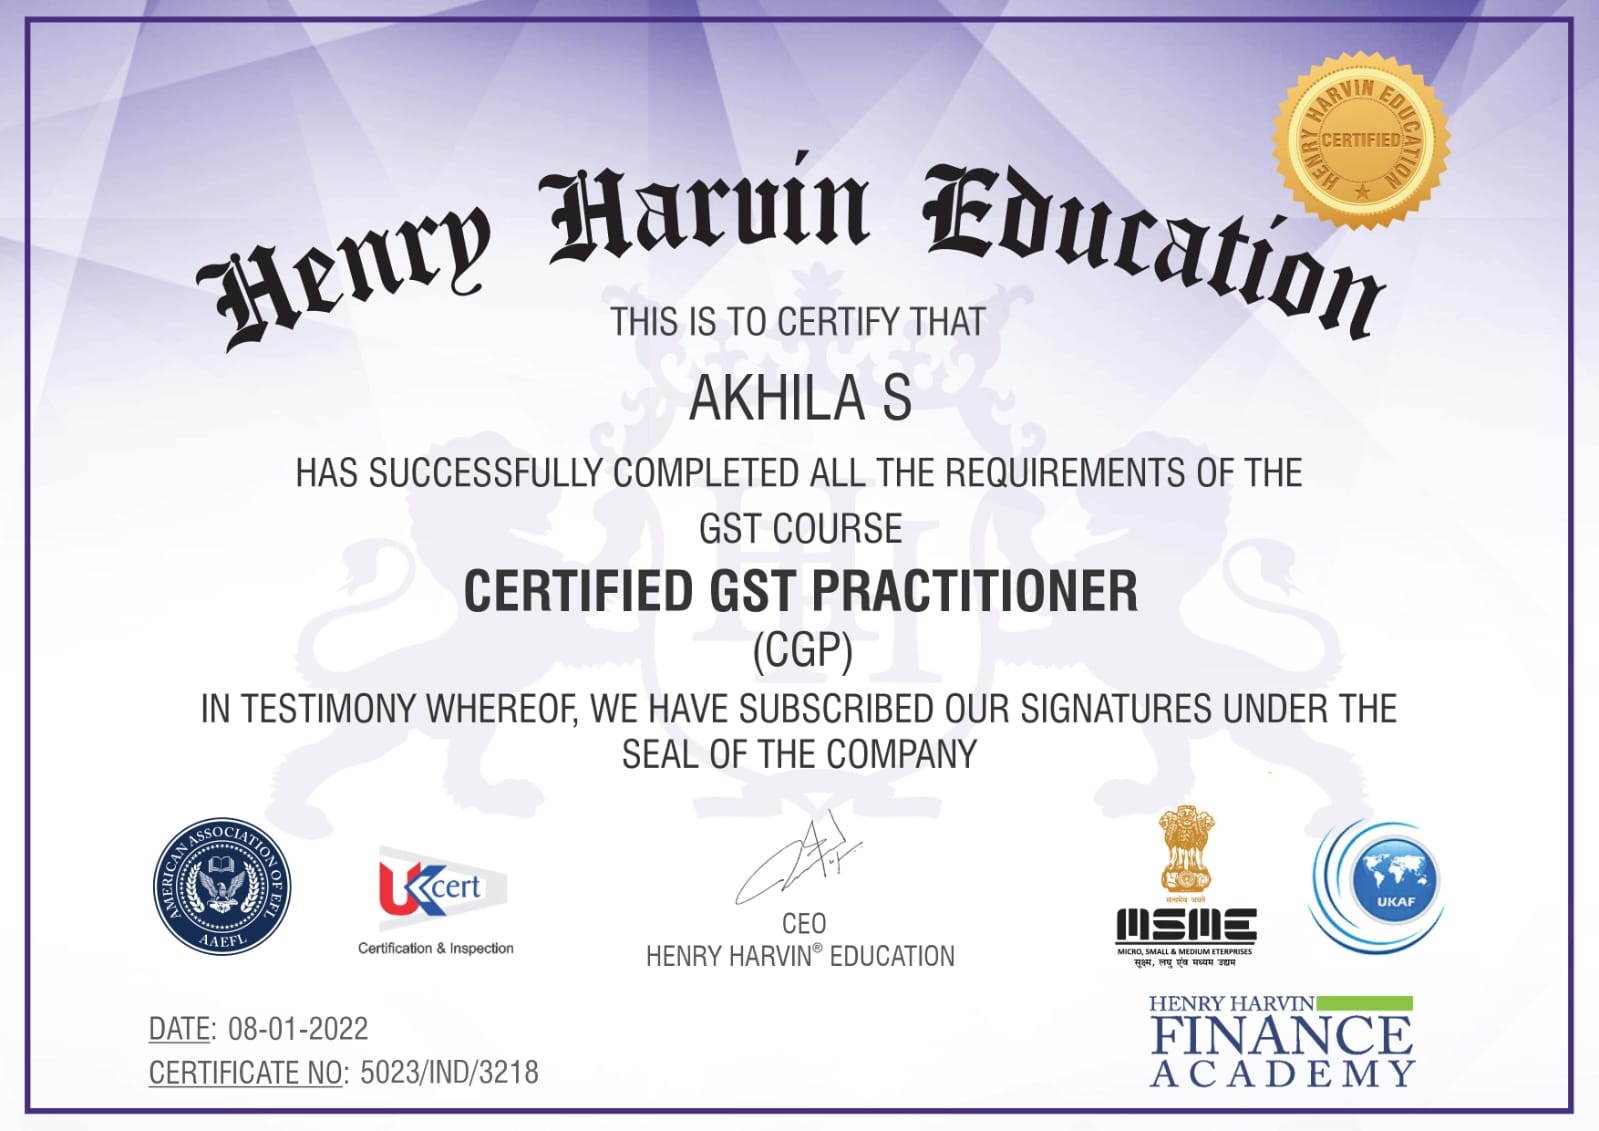 HENRY HARVIN EDUCATION
CERTIFIED
Henry Harvin Education
THIS IS TO CERTIFY THAT
AKHILA S
HAS SUCCESSFULLY COMPLETED ALL THE REQUIREMENTS OF THE
GST COURSE
CERTIFIED GST PRACTITIONER
(CGP)
IN TESTIMONY WHEREOF, WE HAVE SUBSCRIBED OUR SIGNATURES UNDER THE
SEAL OF THE COMPANY
AMERICAN ASSOCIATION OF EFL
AAEFL
UK cert
Certification & Inspection
CEO
HENRY HARVIN® EDUCATION
सत्यमेव जयते
MSME
MICRO, SMALL & MEDIUM ETERPRISES
सूक्ष्म, लघु एंव मध्यम उद्यम
UKAF
HENRY HARVIN
FINANCE
ACADEMY
DATE: 08-01-2022
CERTIFICATE NO: 5023/IND/3218